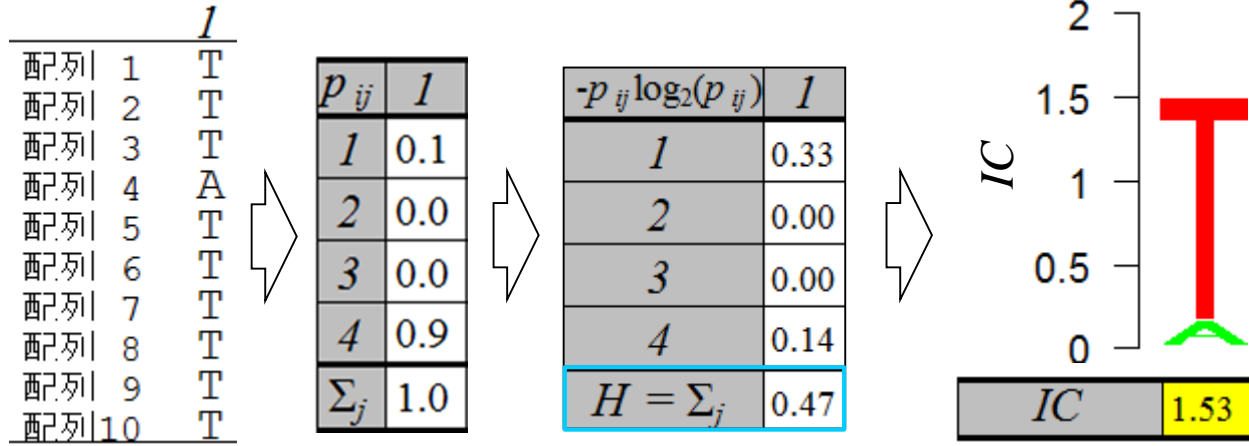 1
配列 1 T
配列 2 T
配列 3 T
配列 4 A
配列 5 T
配列 6 T
配列 7 T
配列 8 T
配列 9 T
配列10 T
p ij 1
1 0.1
2 0.0
3 0.0
4 0.9
Σj 1.0
-p ij log2(p ij) 1
1 0.33
2 0.00
3 0.00
4 0.14
H = Σj 0.47
2
1.5
1
0.5
0
IC
T
A
IC 1.53